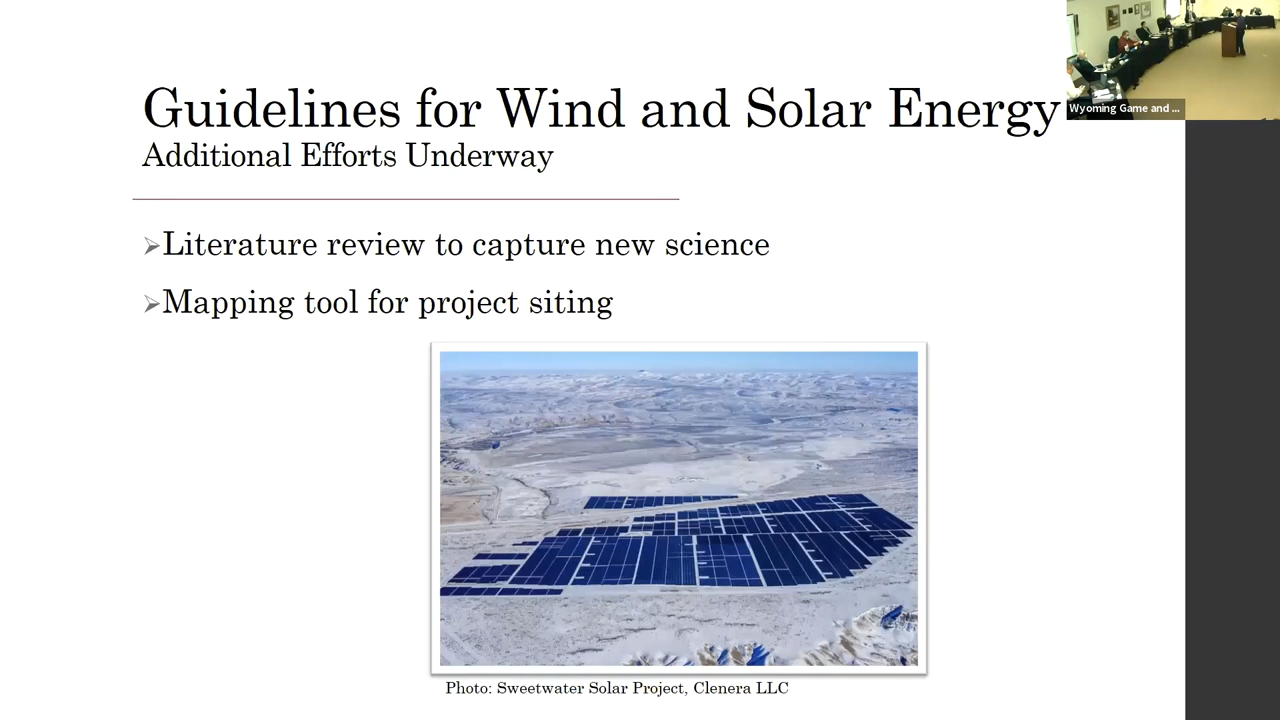 Guidelines for Wind and Solar Energy
Additional Efforts Underway
Wyoming Game and ...
Literature review to capture new science
Mapping tool for project siting
Photo: Sweetwater Solar Project, Clenera LLC